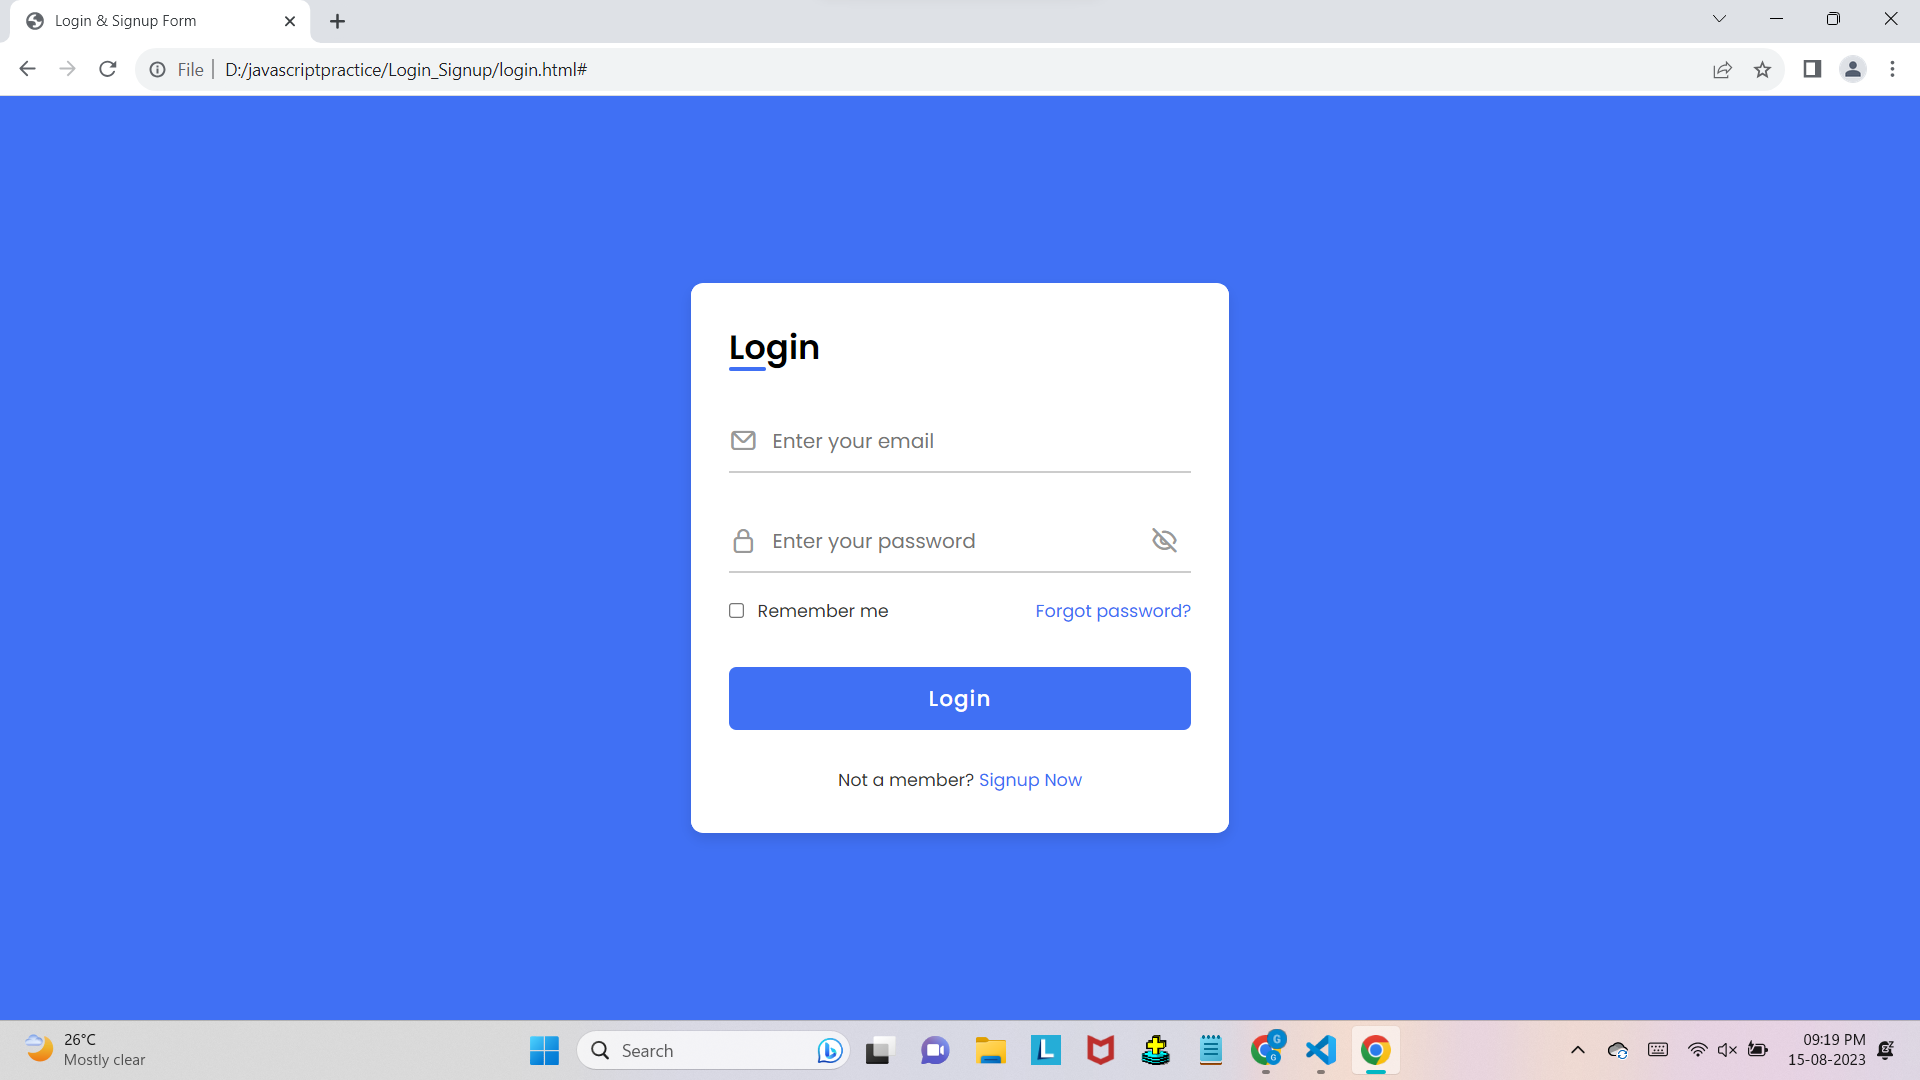 Login & Signup Form
File
D:/javascriptpractice/Login_Signup/login.html#
Login
Enter your email
Enter your password
Remember me
Forgot password?
Login
Not a member? Signup Now
26°C
Mostly clear
Search
L
G
G
09:19 PM
15-08-2023